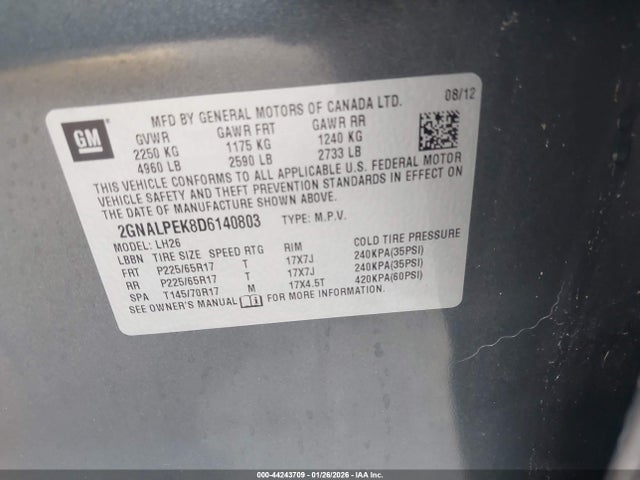 GM
MFD BY GENERAL MOTORS OF CANADA LTD. 08/12
GVWR GAWR FRT GAWR RR
2250 KG 1175 KG 1240 KG
4960 LB 2590 LB 2733 LB
THIS VEHICLE CONFORMS TO ALL APPLICABLE U.S. FEDERAL MOTOR
VEHICLE SAFETY AND THEFT PREVENTION STANDARDS IN EFFECT ON
THE DATE OF MANUFACTURE SHOWN ABOVE.
2GNALPEK8D6140803 TYPE: M.P.V.
MODEL: LH26
LBBN TIRE SIZE SPEED RTG RIM COLD TIRE PRESSURE
FRT P225/65R17 T 17X7J 240KPA(35PSI)
RR P225/65R17 T 17X7J 240KPA(35PSI)
SPA T145/70R17 M 17X4.5T 420KPA(60PSI)
SEE OWNER'S MANUAL FOR MORE INFORMATION.
000-44243709 - 01/26/2026 - IAA Inc.